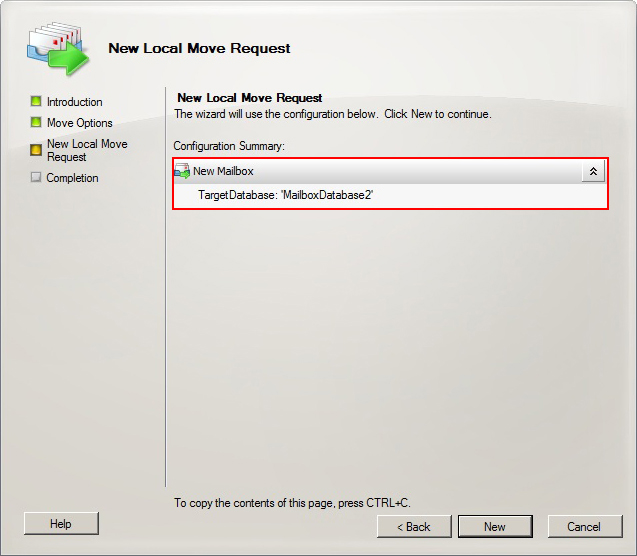 New Local Move Request
Introduction
Move Options
New Local Move
Request
Completion
New Local Move Request
The wizard will use the configuration below. Click New to continue.
Configuration Summary:
New Mailbox
TargetDatabase: 'MailboxDatabase2'
To copy the contents of this page, press CTRL+C.
Help
< Back
New
Cancel